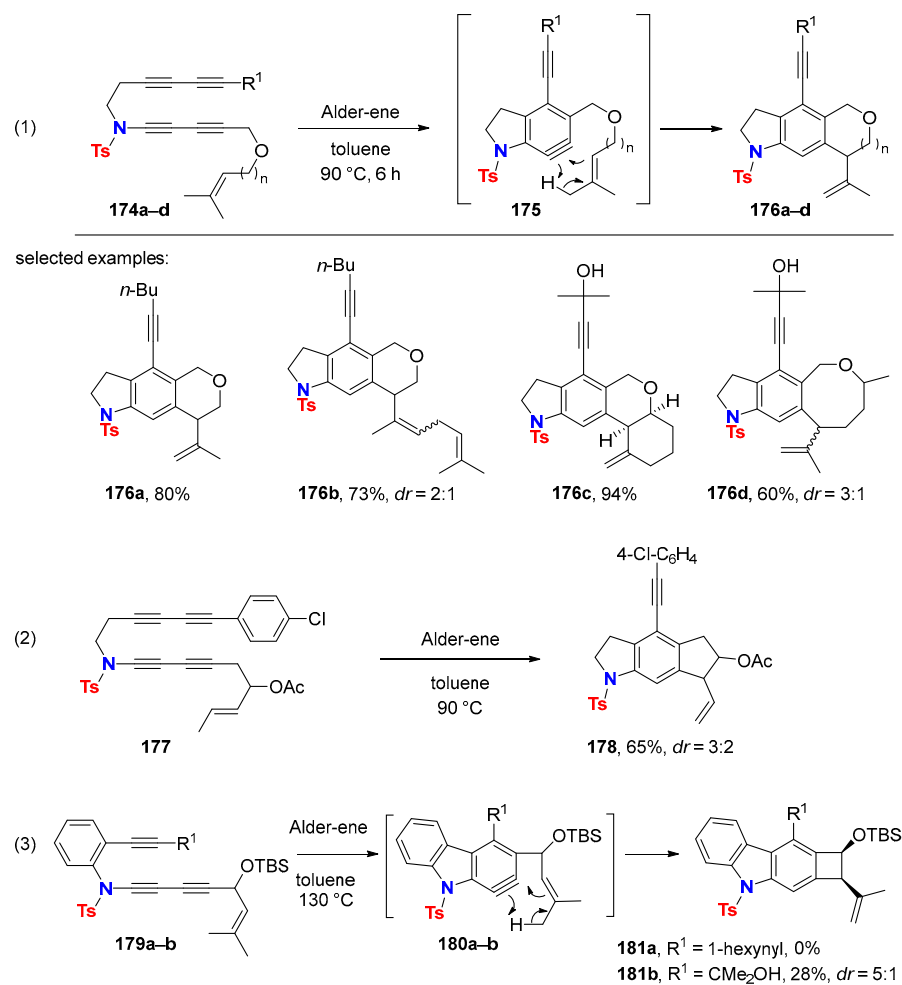 (1)
R¹
N
Ts
O
n
174a–d
Alder-ene
toluene
90 °C, 6 h
R¹
O
n
N
Ts
H
175
R¹
O
n
N
Ts
176a–d
selected examples:
n-Bu
O
N
Ts
176a, 80%
n-Bu
O
N
Ts
176b, 73%, dr = 2:1
OH
O
H
H
N
Ts
176c, 94%
OH
O
N
Ts
176d, 60%, dr = 3:1
(2)
Cl
N
Ts
OAc
177
Alder-ene
toluene
90 °C
4-Cl-C₆H₄
OAc
N
Ts
178, 65%, dr = 3:2
(3)
R¹
OTBS
N
Ts
179a–b
Alder-ene
toluene
130 °C
R¹
OTBS
N
Ts
H
180a–b
R¹
OTBS
N
Ts
181a, R¹ = 1-hexynyl, 0%
181b, R¹ = CMe₂OH, 28%, dr = 5:1